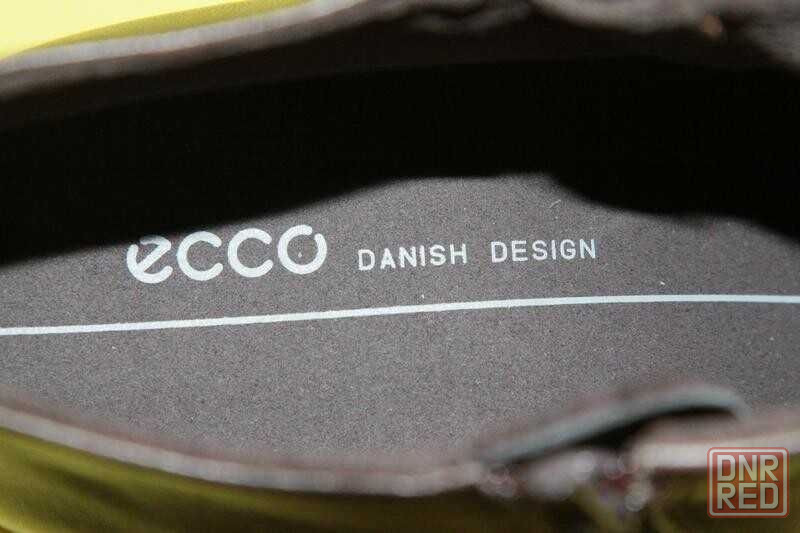 ecco DANISH DESIGN
DNR
RED